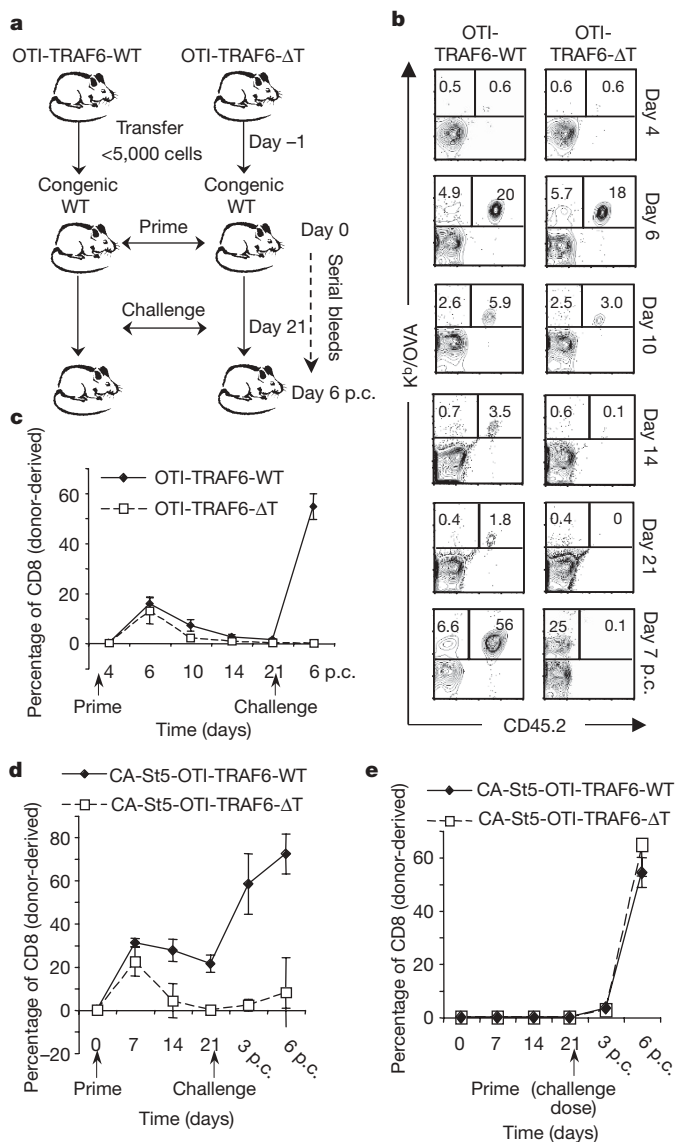 a
OTI-TRAF6-WT OTI-TRAF6-ΔT
Transfer
<5,000 cells
Day –1
Congenic
WT
Congenic
WT
Prime
Day 0
Serial bleeds
Challenge
Day 21
Day 6 p.c.
b
OTI-
TRAF6-WT
OTI-
TRAF6-ΔT
0.5 0.6 0.6 0.6
Day 4
4.9 20 5.7 18
Day 6
2.6 5.9 2.5 3.0
Day 10
0.7 3.5 0.6 0.1
Day 14
0.4 1.8 0.4 0
Day 21
6.6 56 25 0.1
Day 7 p.c.
Kᵇ/OVA
CD45.2
c
OTI-TRAF6-WT
OTI-TRAF6-ΔT
Percentage of CD8 (donor-derived)
60
40
20
0
4 6 10 14 21 6 p.c.
Prime Challenge
Time (days)
d
CA-St5-OTI-TRAF6-WT
CA-St5-OTI-TRAF6-ΔT
Percentage of CD8 (donor-derived)
80
60
40
20
0
–20
0 7 14 21 3 p.c. 6 p.c.
Prime Challenge
Time (days)
e
CA-St5-OTI-TRAF6-WT
CA-St5-OTI-TRAF6-ΔT
Percentage of CD8 (donor-derived)
60
40
20
0
0 7 14 21 3 p.c. 6 p.c.
Prime (challenge
dose)
Time (days)